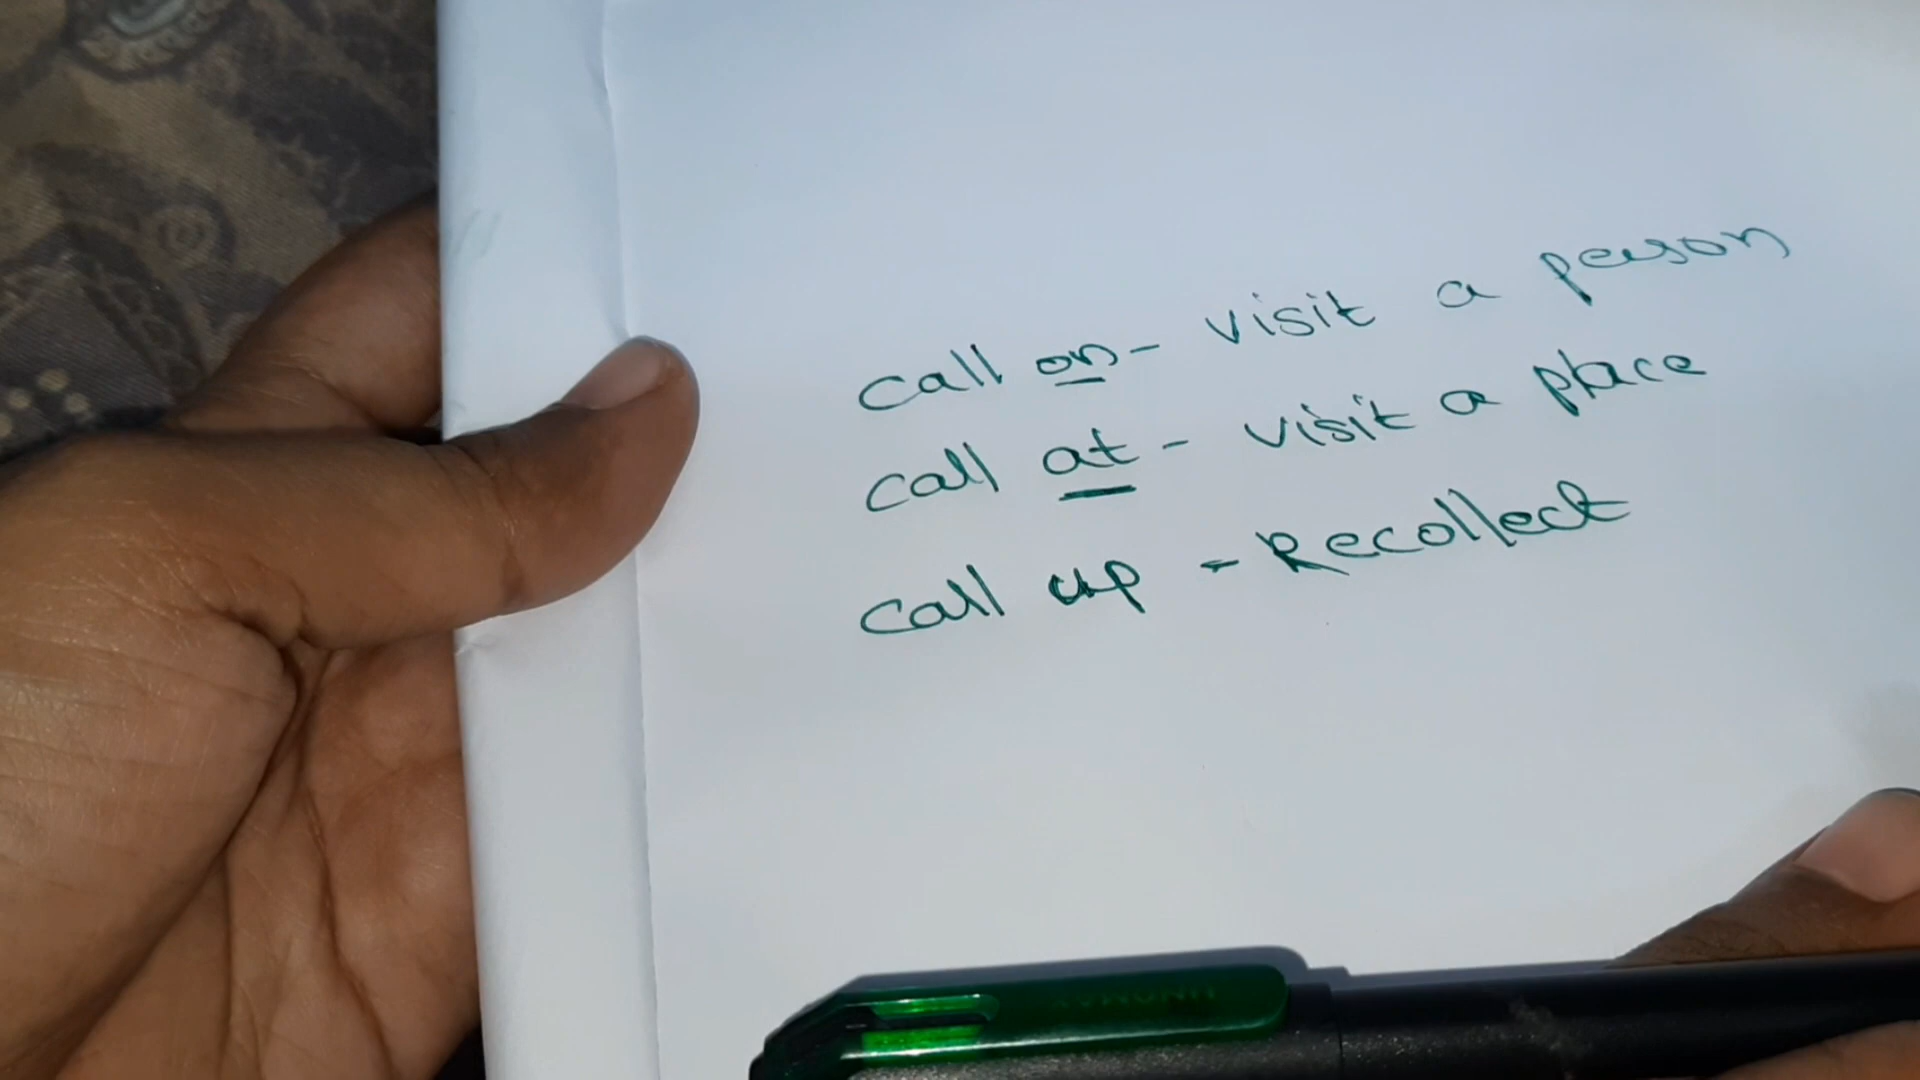 call on - visit a person
call at - visit a place
call up - Recollect